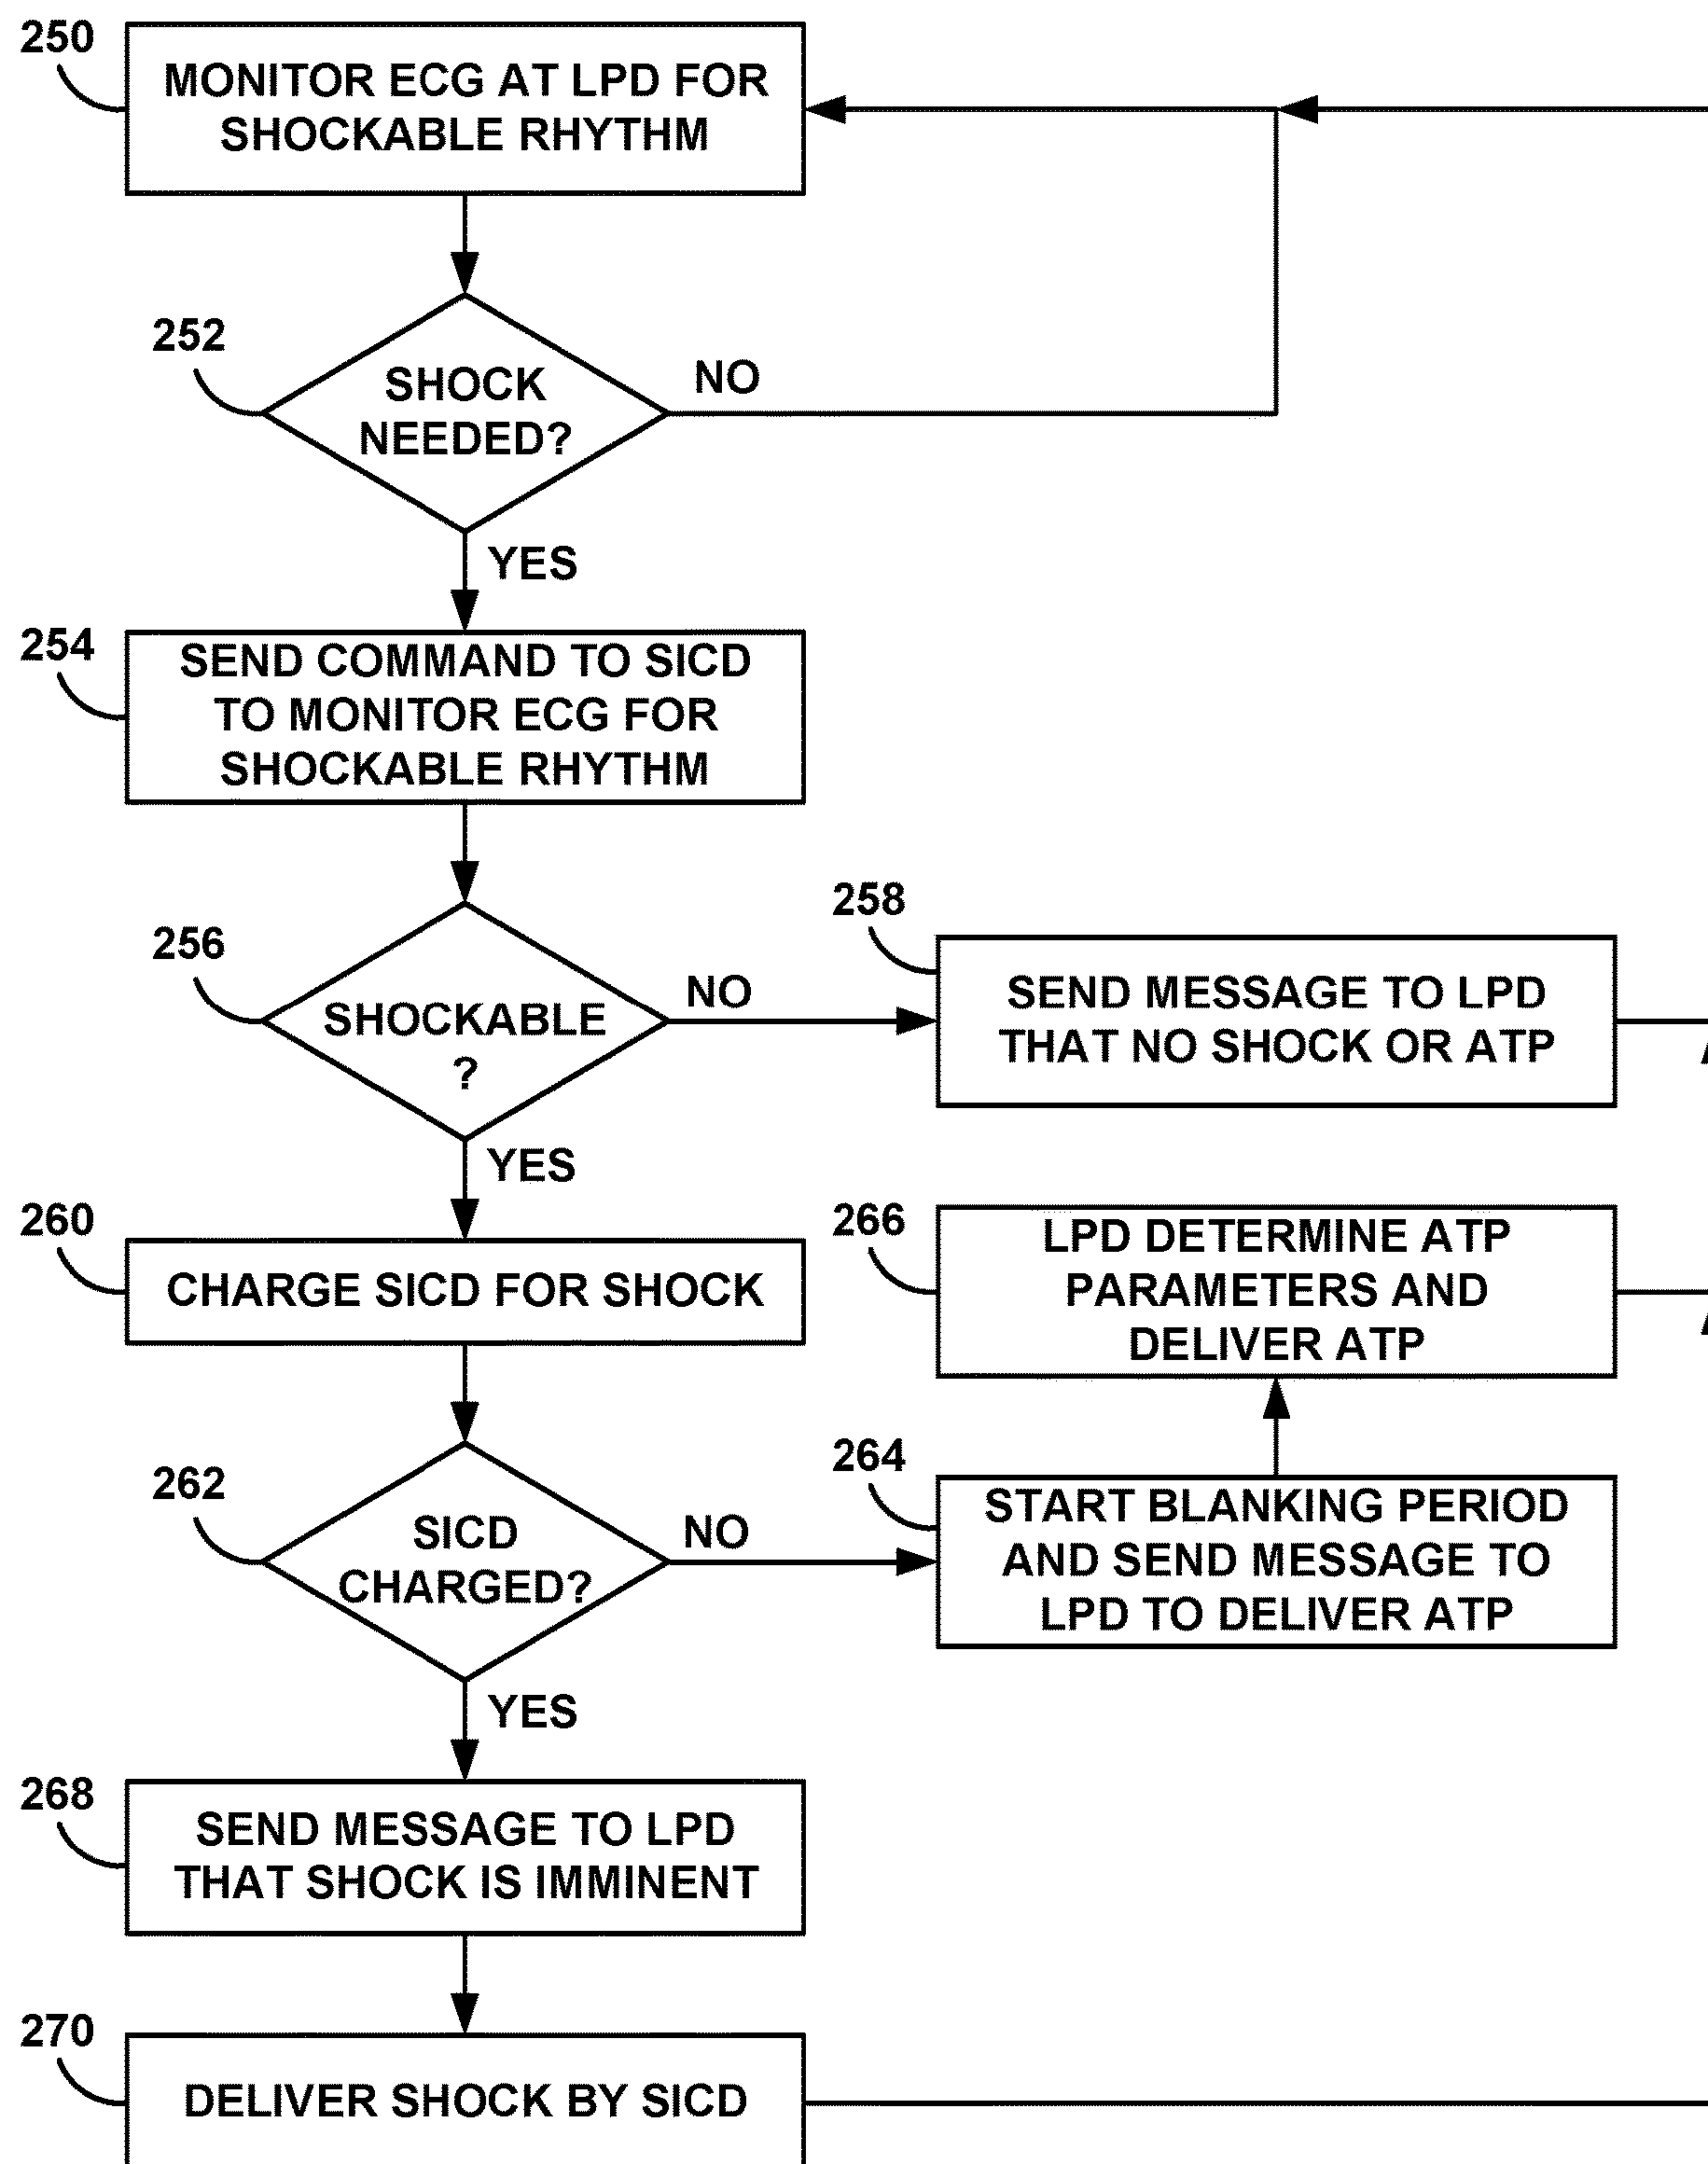 250
MONITOR ECG AT LPD FOR
SHOCKABLE RHYTHM
252
SHOCK
NEEDED?
NO
YES
254
SEND COMMAND TO SICD
TO MONITOR ECG FOR
SHOCKABLE RHYTHM
256
SHOCKABLE
?
NO
258
SEND MESSAGE TO LPD
THAT NO SHOCK OR ATP
YES
260
CHARGE SICD FOR SHOCK
266
LPD DETERMINE ATP
PARAMETERS AND
DELIVER ATP
262
SICD
CHARGED?
NO
264
START BLANKING PERIOD
AND SEND MESSAGE TO
LPD TO DELIVER ATP
YES
268
SEND MESSAGE TO LPD
THAT SHOCK IS IMMINENT
270
DELIVER SHOCK BY SICD